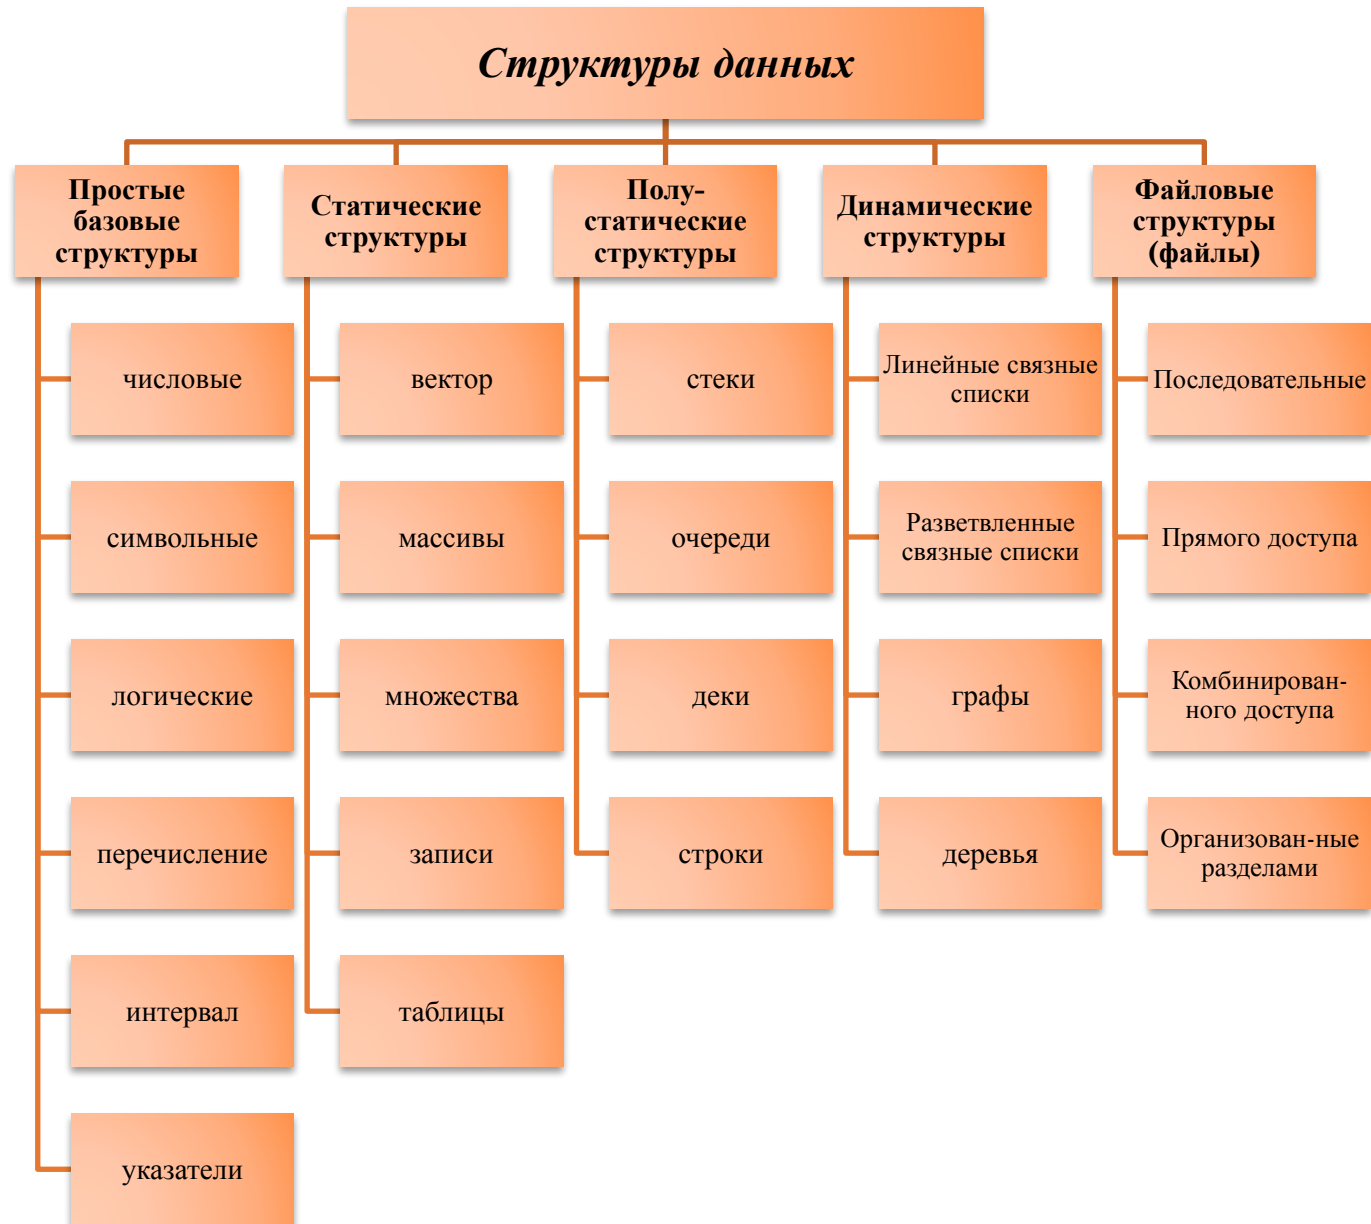 Структуры данных
Простые
базовые
структуры
числовые
символьные
логические
перечисление
интервал
указатели
Статические
структуры
вектор
массивы
множества
записи
таблицы
Полу-
статические
структуры
стеки
очереди
деки
строки
Динамические
структуры
Линейные связные
списки
Разветвленные
связные списки
графы
деревья
Файловые
структуры
(файлы)
Последовательные
Прямого доступа
Комбинирован-
ного доступа
Организован-ные
разделами